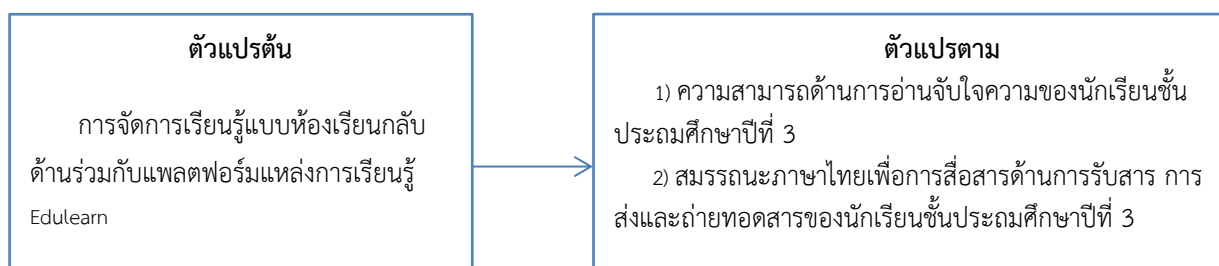 ตัวแปรต้น
การจัดการเรียนรู้แบบห้องเรียนกลับ
ด้านร่วมกับแพลตฟอร์มแหล่งการเรียนรู้
Edulearn
ตัวแปรตาม
1) ความสามารถด้านการอ่านจับใจความของนักเรียนชั้น
ประถมศึกษาปีที่ 3
2) สมรรถนะภาษาไทยเพื่อการสื่อสารด้านการรับสาร การ
ส่งและถ่ายทอดสารของนักเรียนชั้นประถมศึกษาปีที่ 3